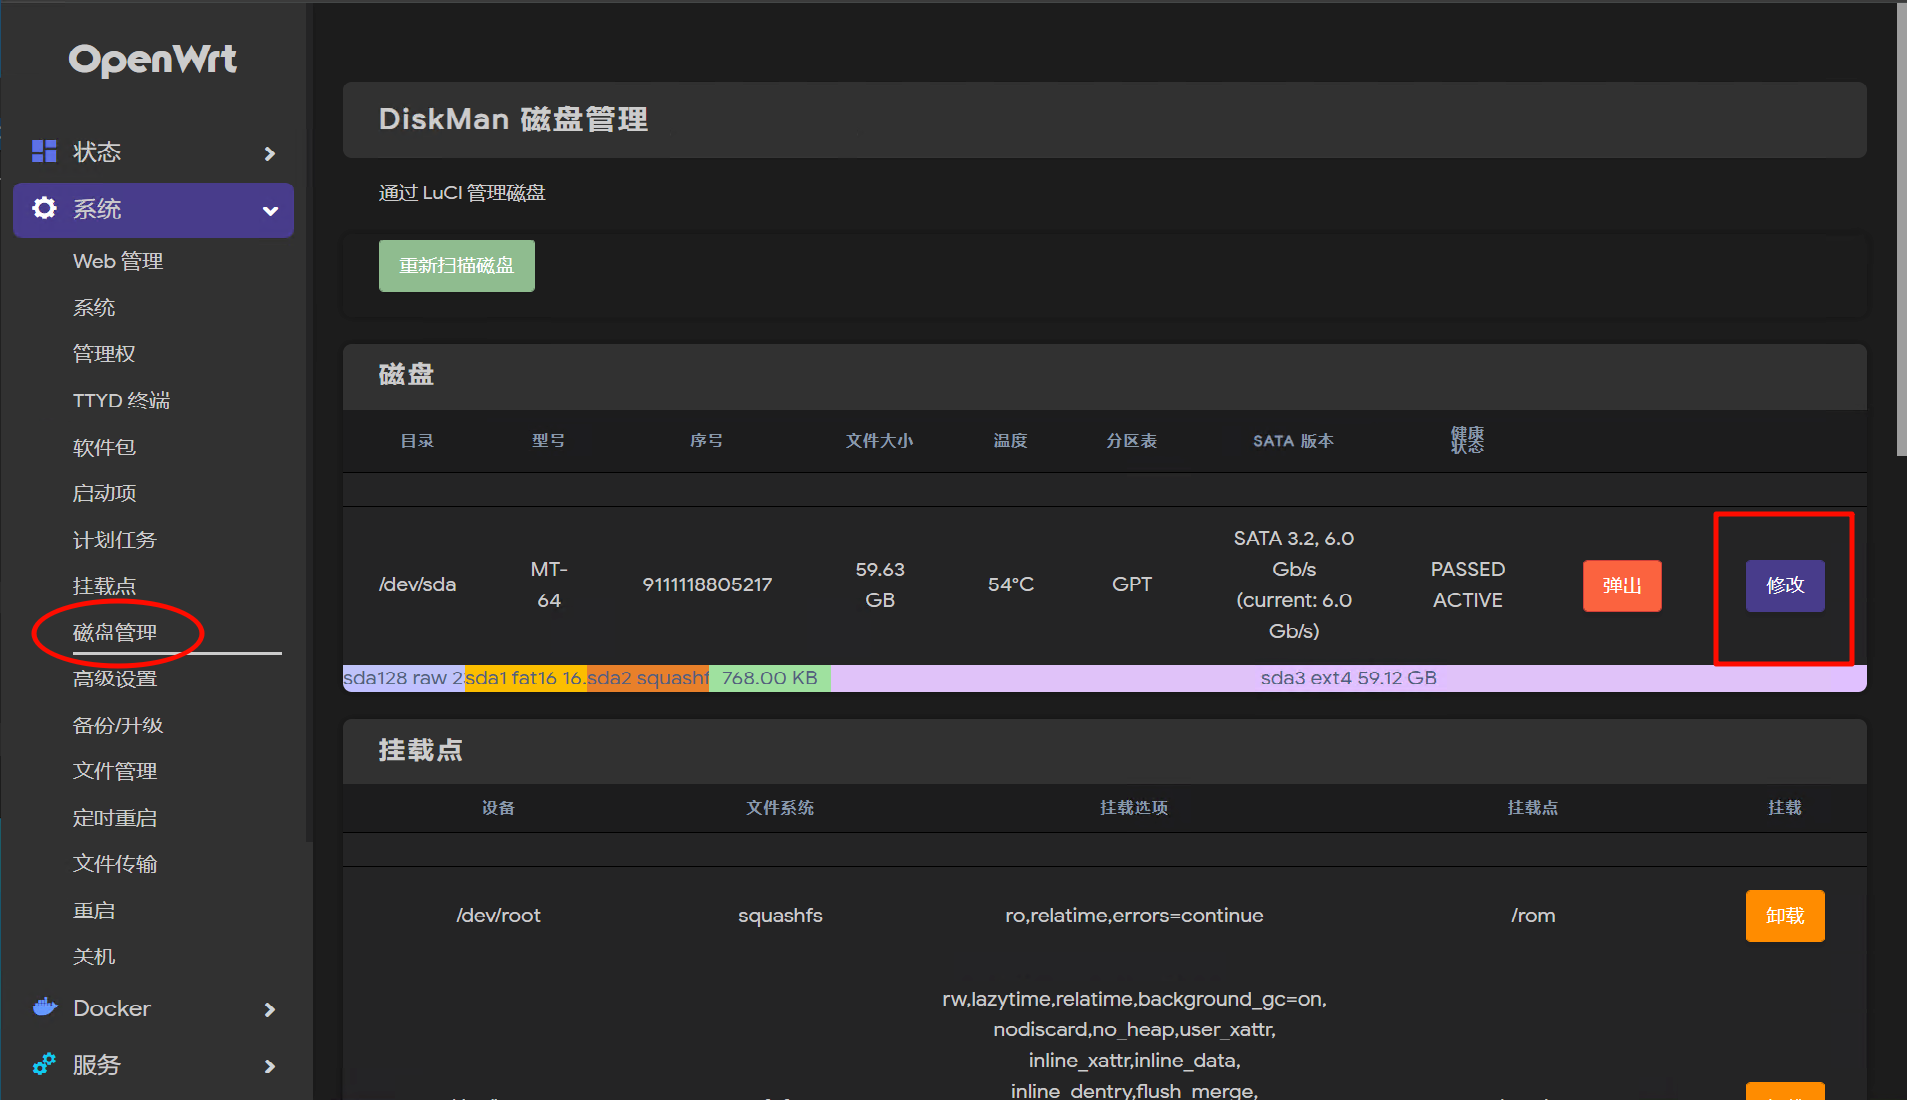 OpenWrt
状态
系统
Web 管理
系统
管理权
TTYD 终端
软件包
启动项
计划任务
挂载点
磁盘管理
高级设置
备份/升级
文件管理
定时重启
文件传输
重启
关机
Docker
服务
DiskMan 磁盘管理
通过 LuCI 管理磁盘
重新扫描磁盘
磁盘
目录 型号 序号 文件大小 温度 分区表 SATA 版本 健康状态
/dev/sda MT-64 9111118805217 59.63 GB 54°C GPT SATA 3.2, 6.0 Gb/s (current: 6.0 Gb/s) PASSED ACTIVE 弹出 修改
sda128 raw 2 sda1 fat16 16. sda2 squashf 768.00 KB sda3 ext4 59.12 GB
挂载点
设备 文件系统 挂载选项 挂载点 挂载
/dev/root squashfs ro,relatime,errors=continue /rom 卸载
rw,lazytime,relatime,background_gc=on,
nodiscard,no_heap,user_xattr,
inline_xattr,inline_data,
inline_dentry,flush_merge,